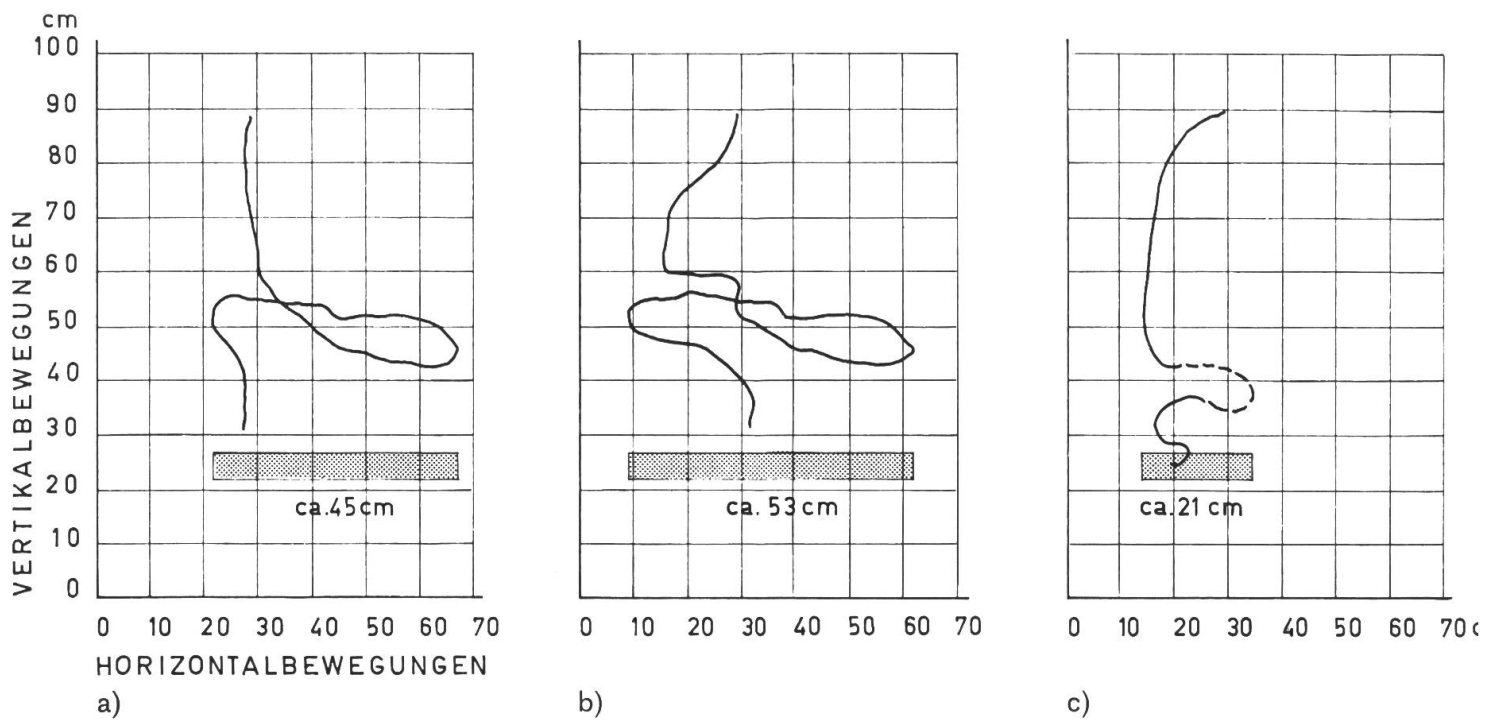 cm
100
90
80
70
60
50
40
30
20
10
0
VERTIKALBEWEGUNGEN
ca.45cm
ca. 53 cm
ca.21 cm
0 10 20 30 40 50 60 70
0 10 20 30 40 50 60 70
0 10 20 30 40 50 60 70 c
HORIZONTALBEWEGUNGEN
a)
b)
c)